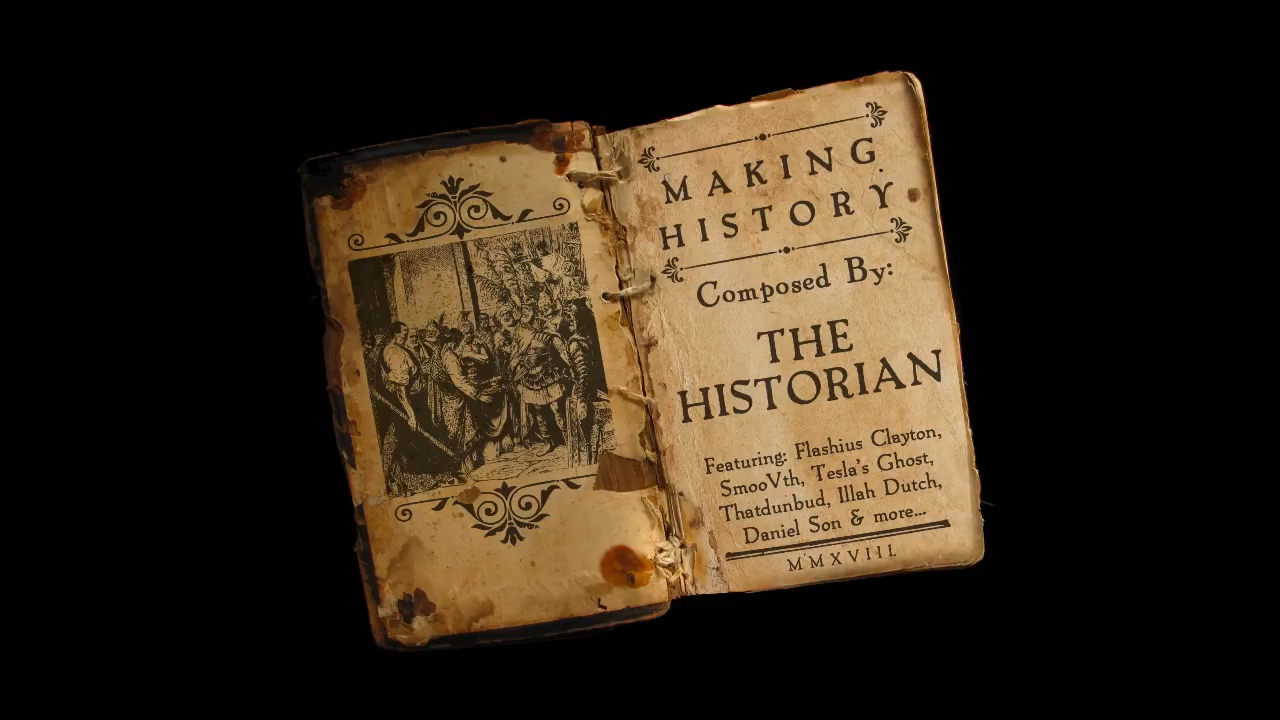 MAKING
HISTORY
Composed By:
THE
HISTORIAN
Featuring: Flashius Clayton,
SmooVth, Tesla's Ghost,
Thatdunbud, Illah Dutch,
Daniel Son & more...
MMXVIII